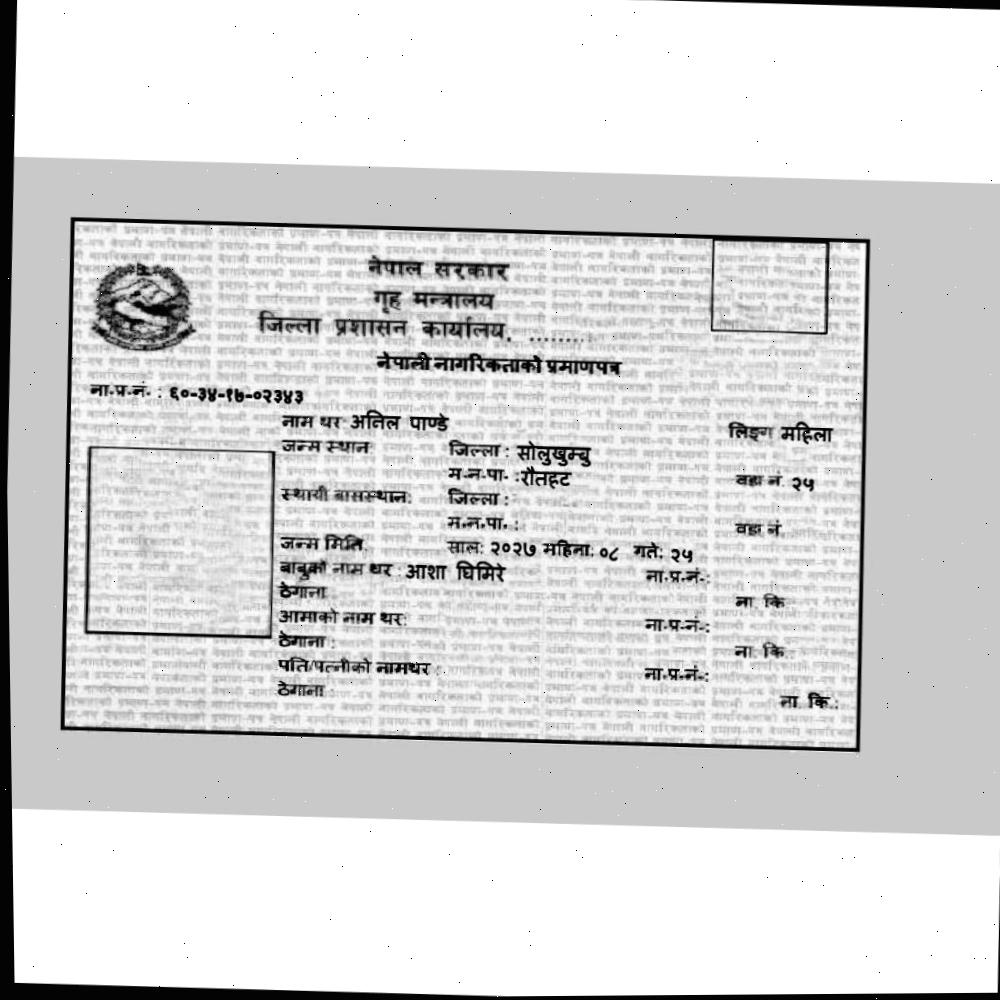 नेपाल सरकार
गृह मन्त्रालय
जिल्ला प्रशासन कार्यालय, ..........
नेपाली नागरिकताको प्रमाणपत्र
ना.प्र.नं. : ६०-३४-१७-०२३४३
नाम थर अनिल पाण्डे लिङ्ग महिला
जन्म स्थान जिल्ला : सोलुखुम्बु
म.न.पा. :रौतहट वडा नं. २५
स्थायी बासस्थान: जिल्ला :
म.न.पा. : वडा नं.
जन्म मिति: साल: २०२७ महिना: ०८ गते: २५
बाबुको नाम थर : आशा घिमिरे ना.प्र.नं.:
ठेगाना : ना. कि. :
आमाको नाम थर: ना.प्र.नं.:
ठेगाना : ना. कि. :
पति/पत्नीको नामथर : ना.प्र.नं.:
ठेगाना : ना. कि. :